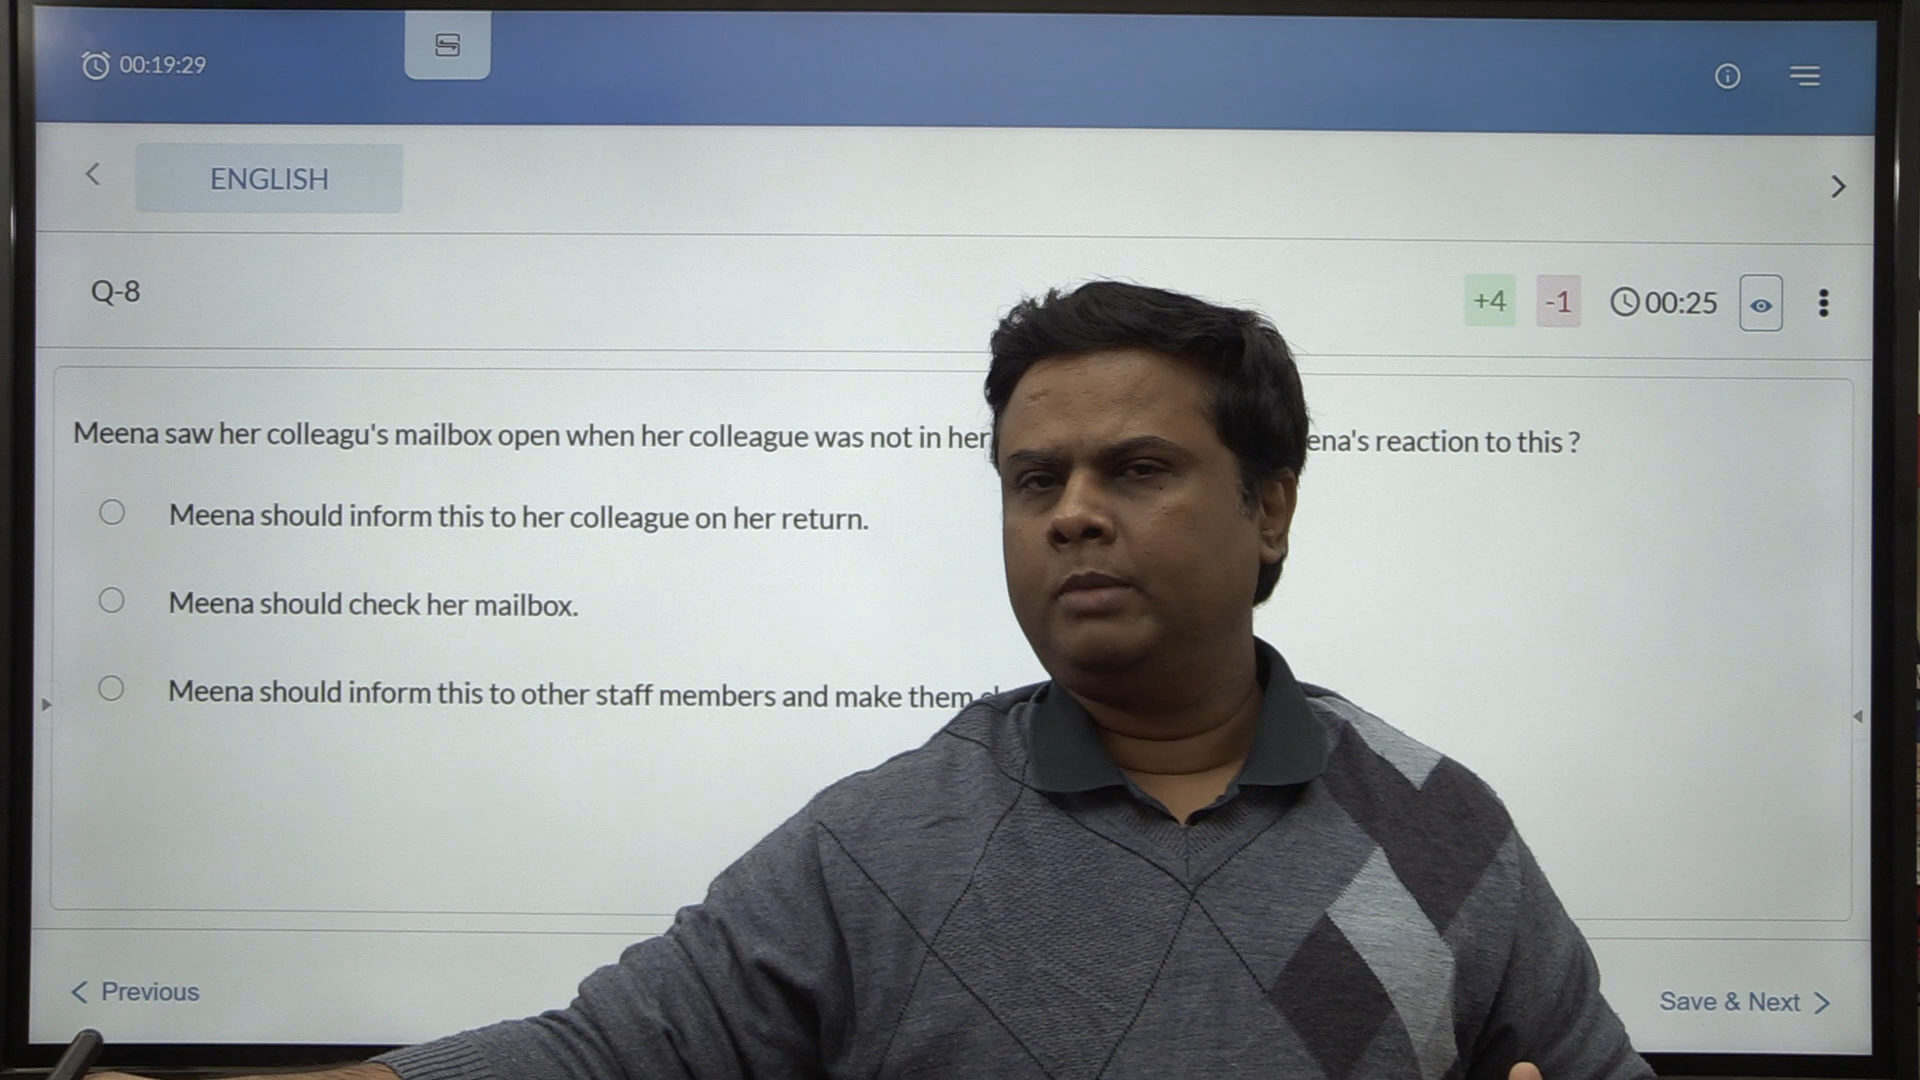 00:19:29
ENGLISH
Q-8
+4 -1 00:25
Meena saw her colleagu's mailbox open when her colleague was not in her ena's reaction to this ?
Meena should inform this to her colleague on her return.
Meena should check her mailbox.
Meena should inform this to other staff members and make them
Previous
Save & Next